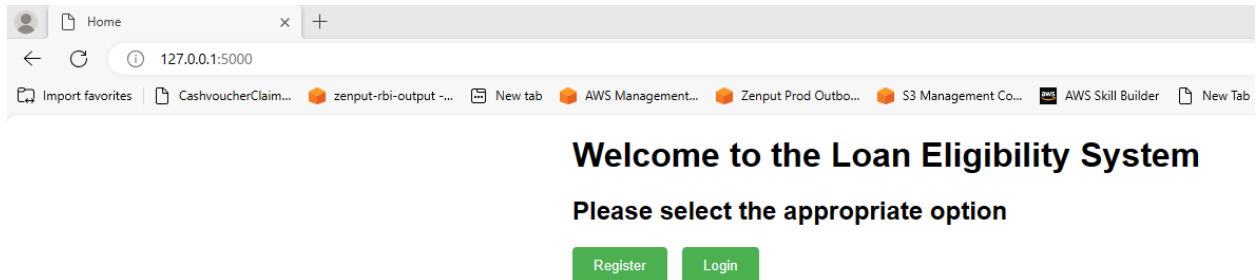 Home
127.0.0.1:5000
Import favorites CashvoucherClaim... zenput-rbi-output -... New tab AWS Management... Zenput Prod Outbo... S3 Management Co... aws AWS Skill Builder New Tab
Welcome to the Loan Eligibility System
Please select the appropriate option
Register Login